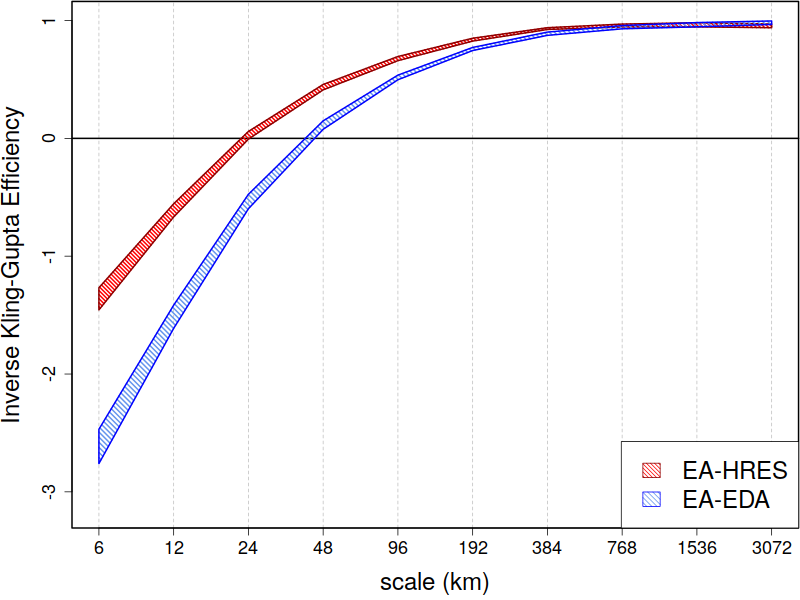 Inverse Kling-Gupta Efficiency
1
0
-1
-2
-3
EA-HRES
EA-EDA
6 12 24 48 96 192 384 768 1536 3072
scale (km)